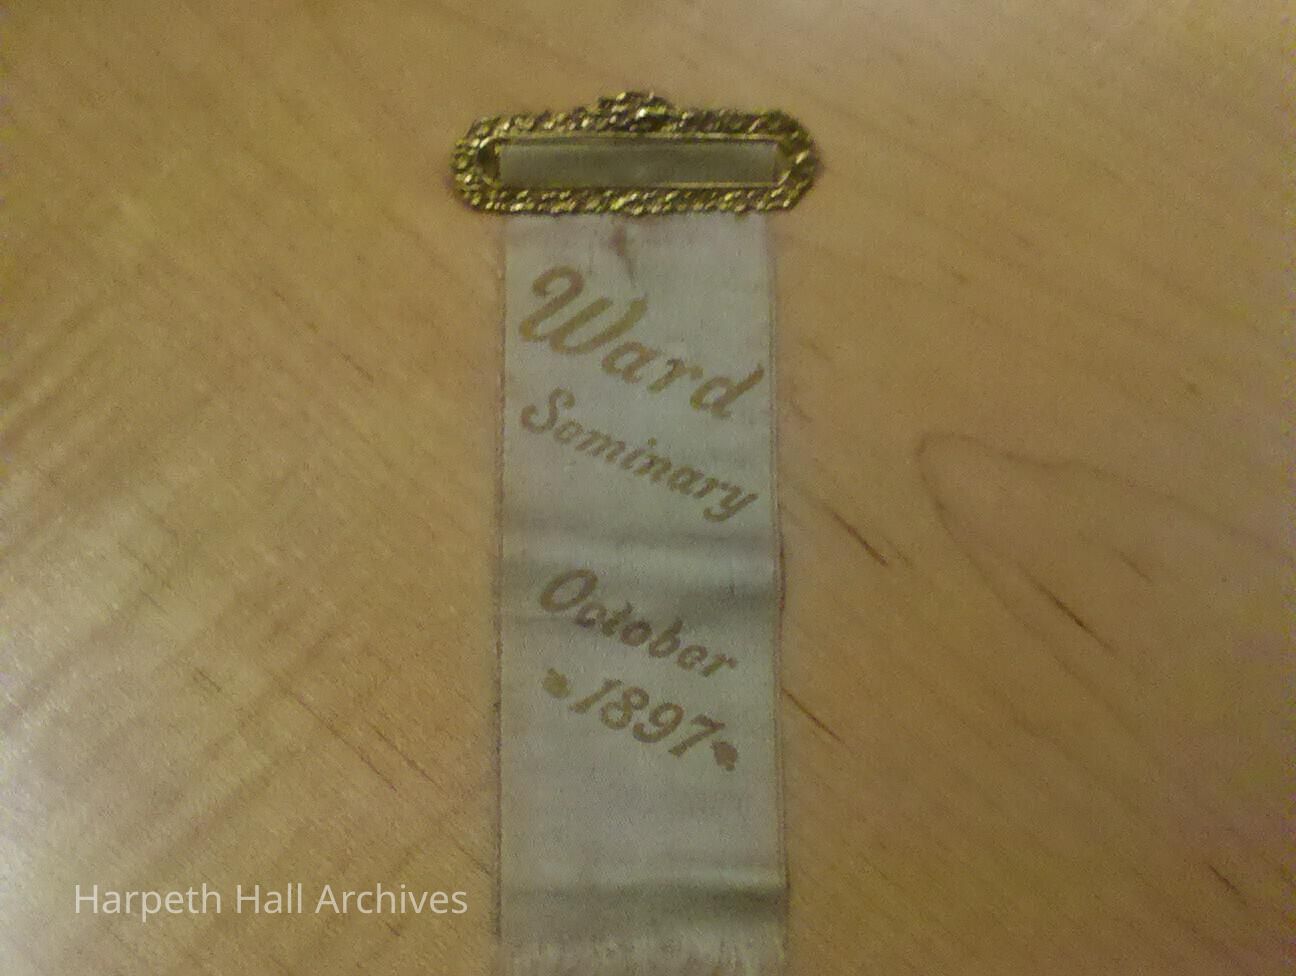 Ward
Seminary
October
1897
Harpeth Hall Archives